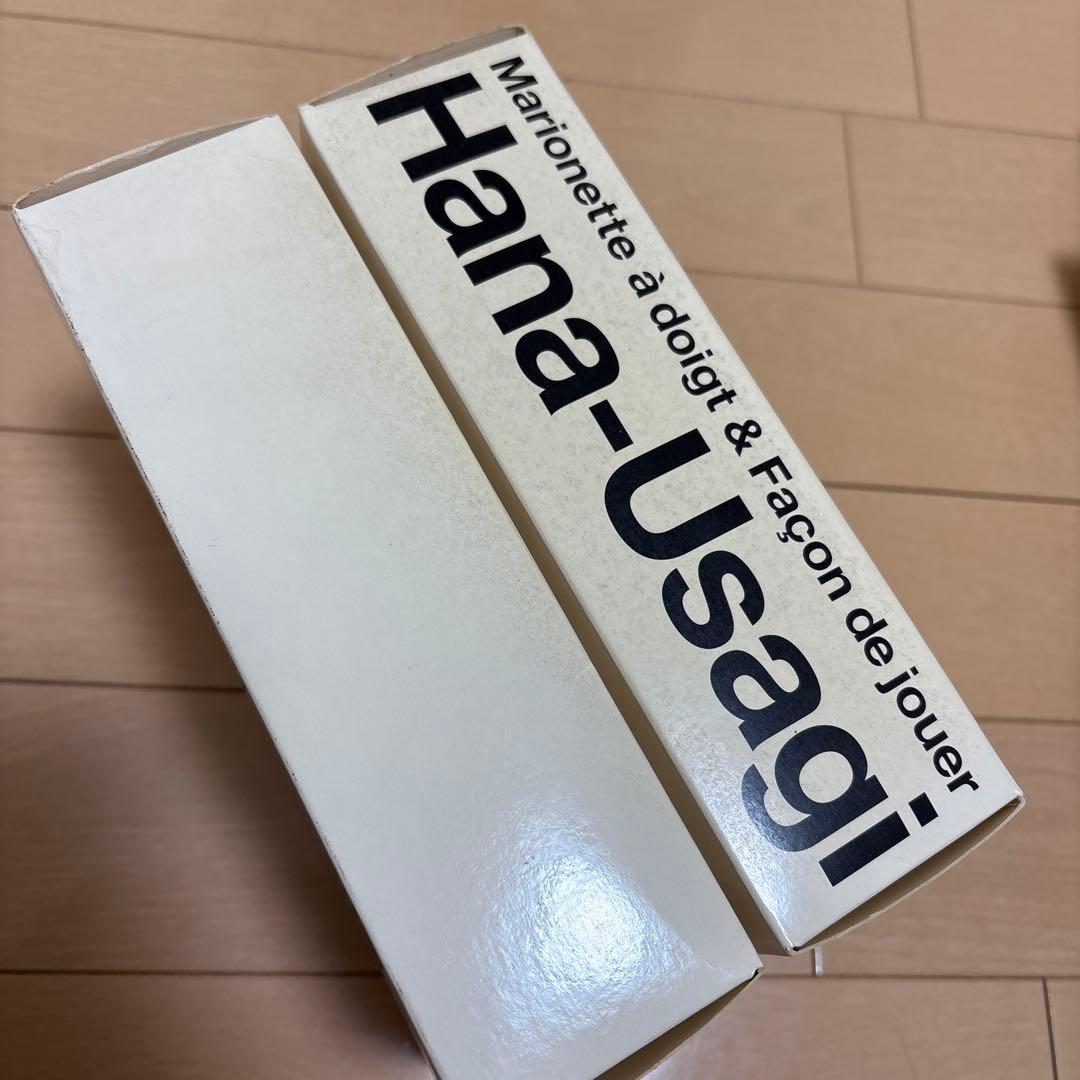 Marionette à doigt & Façon de jouer
Hana-Usagi